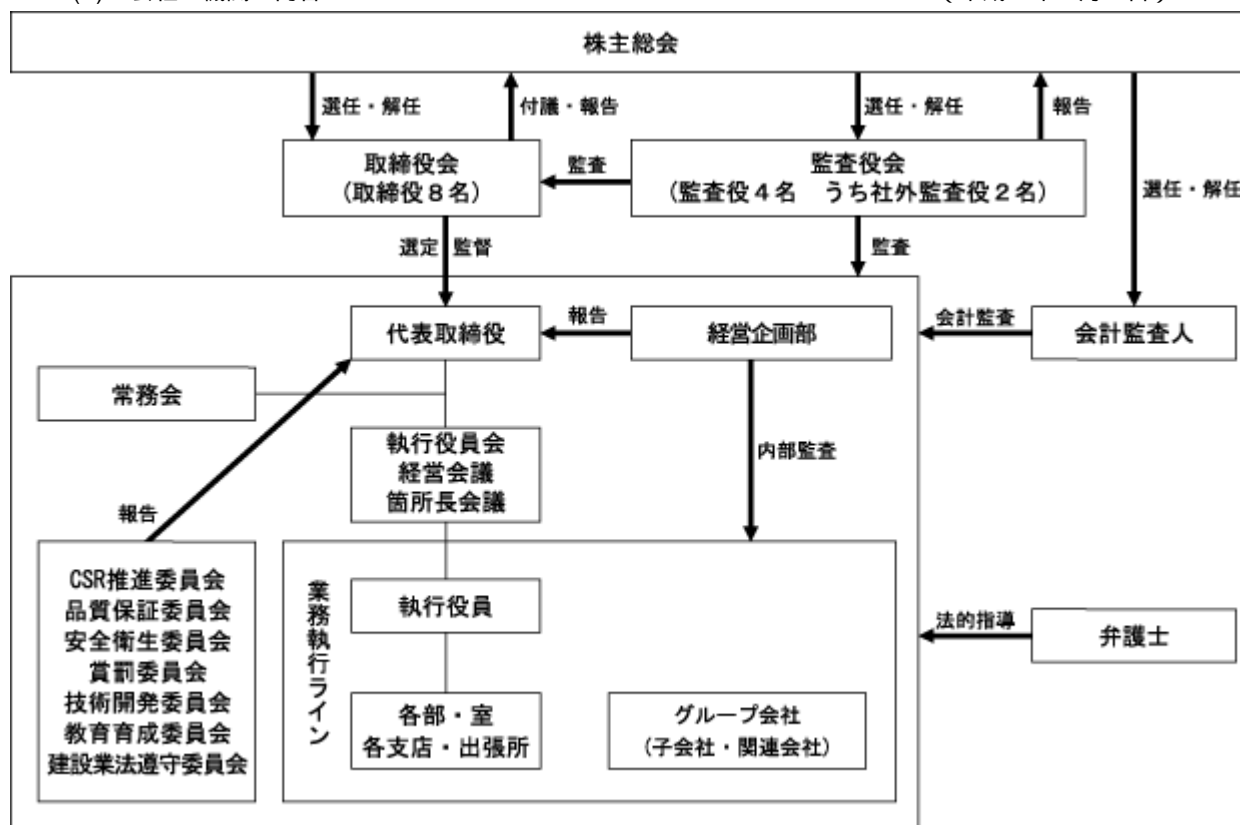 株主総会
選任・解任
付議・報告
選任・解任
報告
取締役会
(取締役8名)
監査
監査役会
(監査役4名 うち社外監査役2名)
選任・解任
選定
監督
監査
代表取締役
報告
経営企画部
会計監査
会計監査人
常務会
執行役員会
経営会議
箇所長会議
内部監査
報告
CSR推進委員会
品質保証委員会
安全衛生委員会
賞罰委員会
技術開発委員会
教育育成委員会
建設業法遵守委員会
業務執行ライン
執行役員
法的指導
弁護士
各部・室
各支店・出張所
グループ会社
(子会社・関連会社)